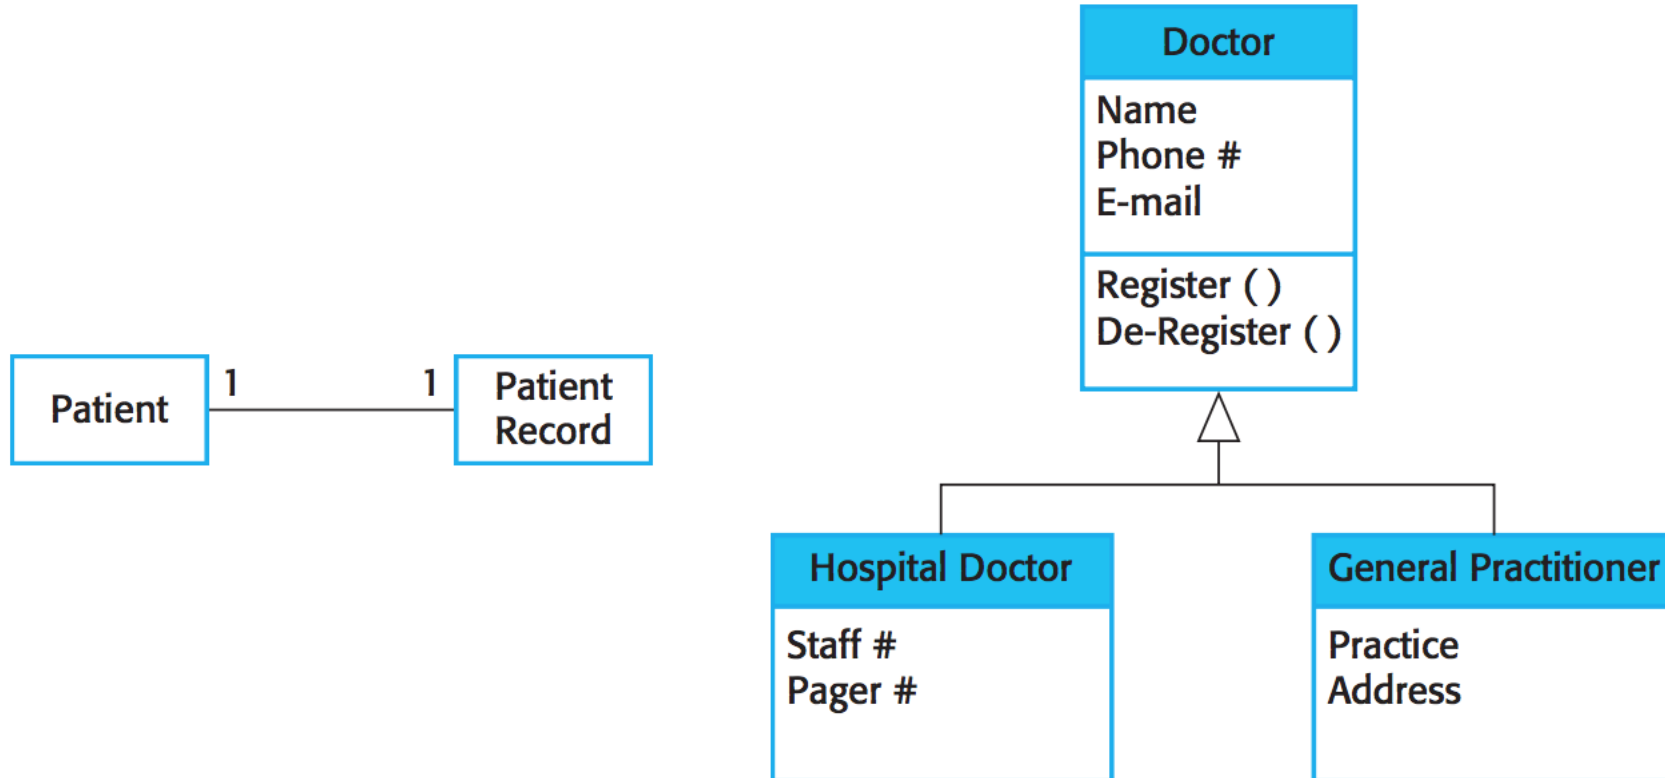 Patient
1
1
Patient
Record
Doctor
Name
Phone #
E-mail
Register ( )
De-Register ( )
Hospital Doctor
Staff #
Pager #
General Practitioner
Practice
Address